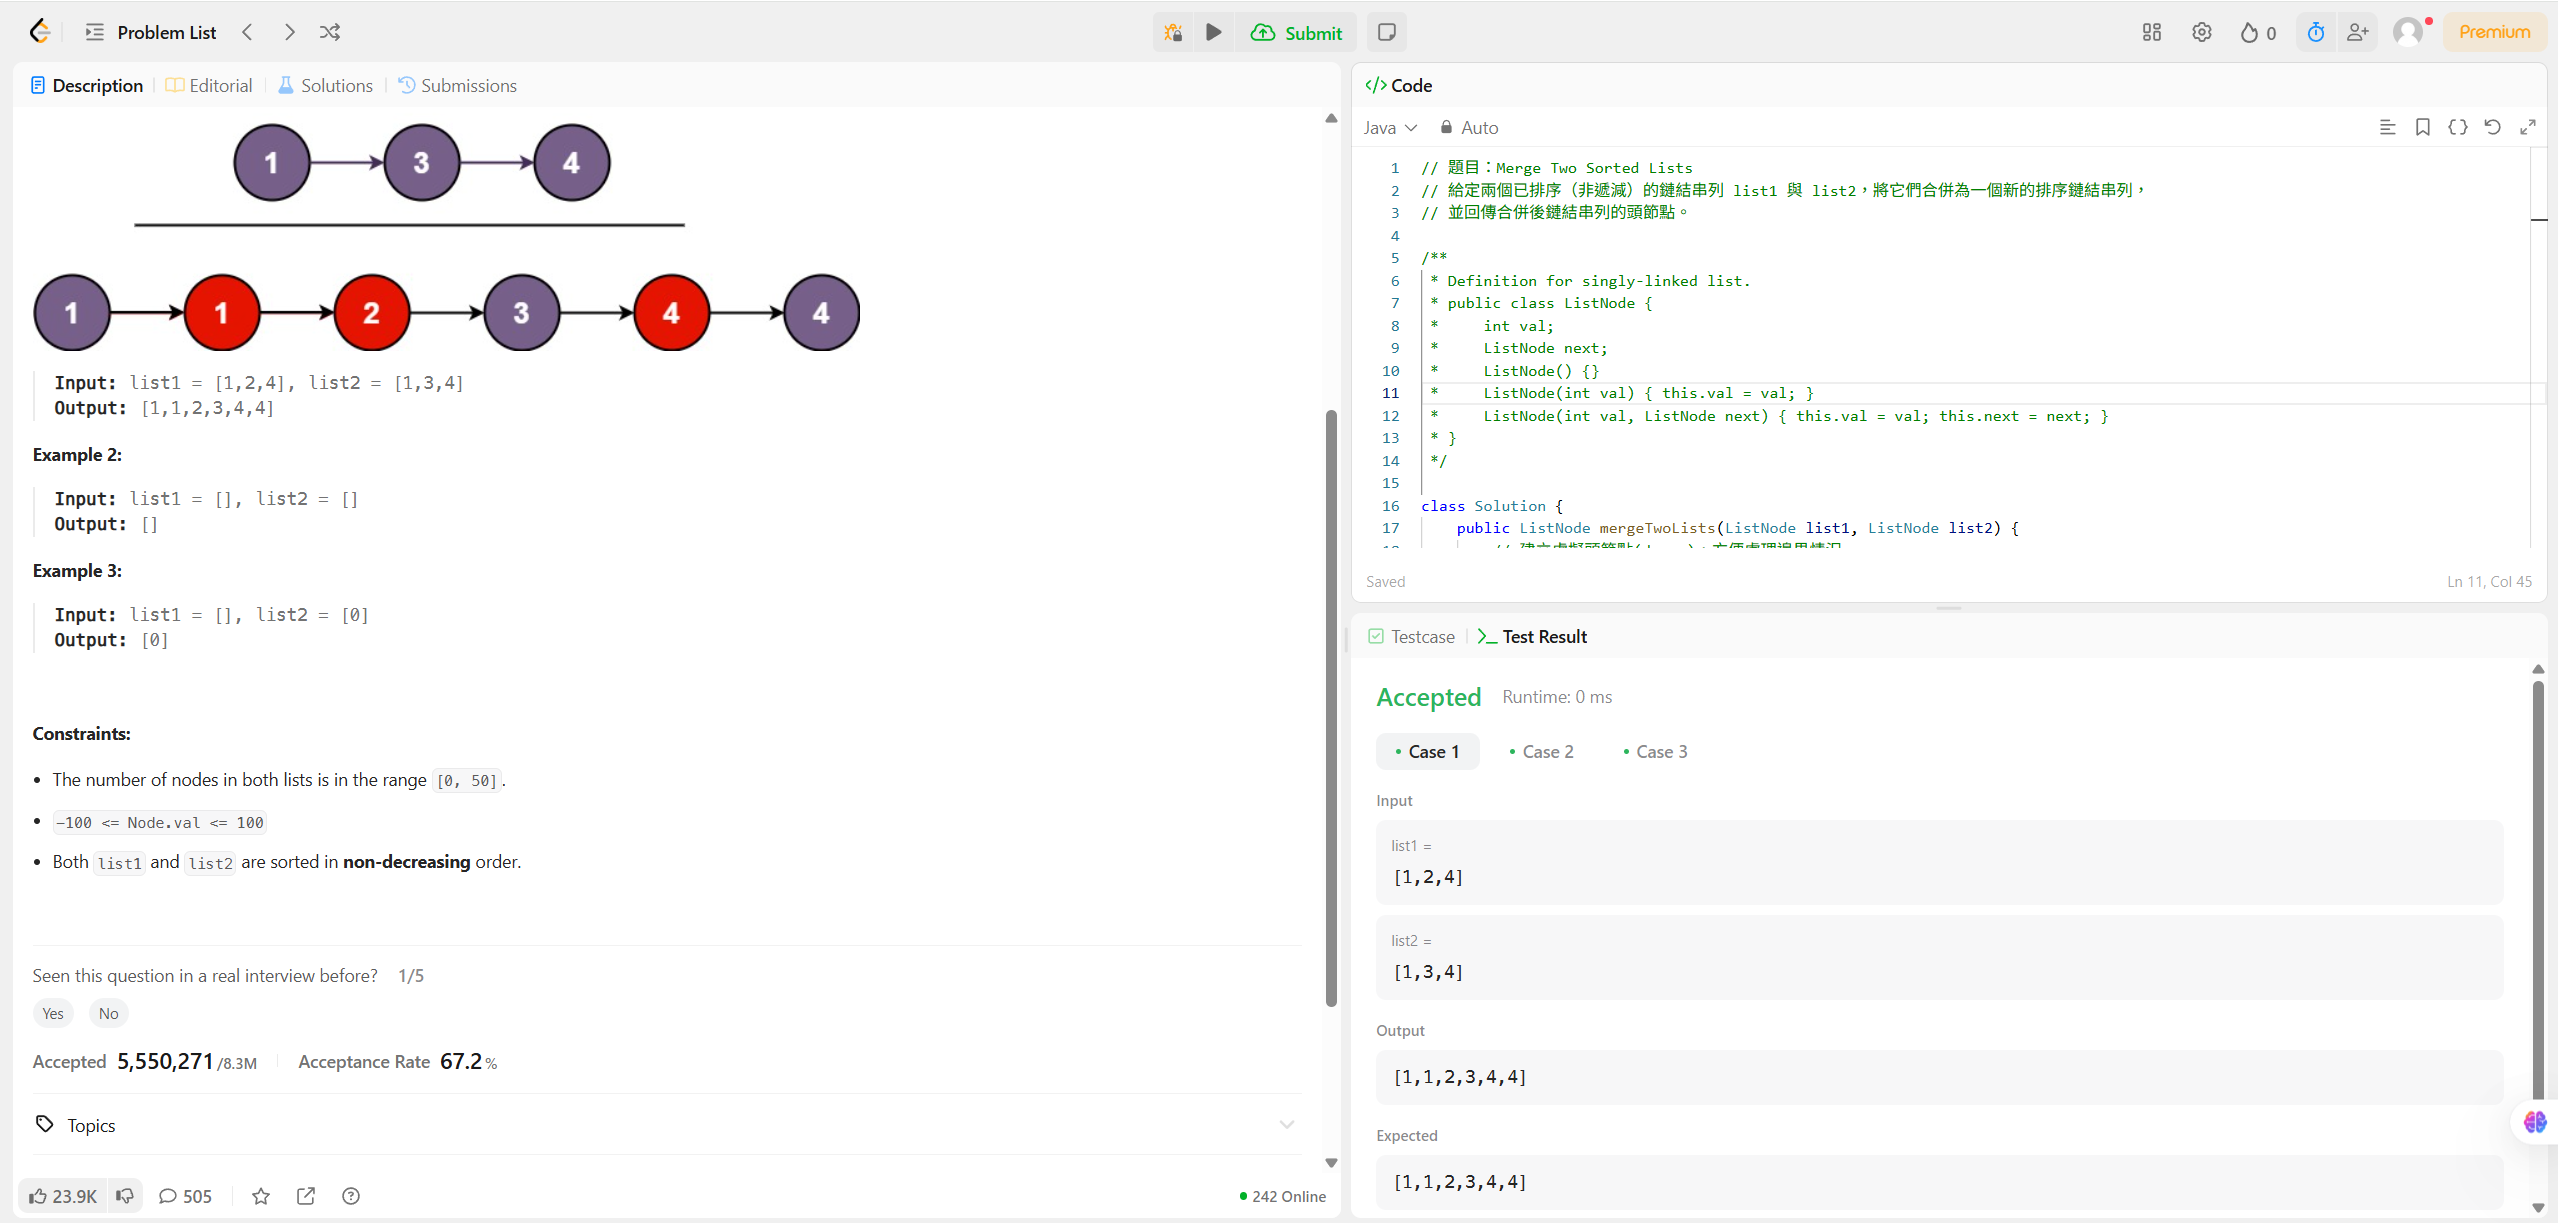 Problem List
Submit
0
Premium
Description
Editorial
Solutions
Submissions
1 3 4
1 1 2 3 4 4
Input: list1 = [1,2,4], list2 = [1,3,4]
Output: [1,1,2,3,4,4]
Example 2:
Input: list1 = [], list2 = []
Output: []
Example 3:
Input: list1 = [], list2 = [0]
Output: [0]
Constraints:
• The number of nodes in both lists is in the range [0, 50].
• -100 <= Node.val <= 100
• Both list1 and list2 are sorted in non-decreasing order.
Seen this question in a real interview before? 1/5
Yes No
Accepted 5,550,271/8.3M Acceptance Rate 67.2%
Topics
23.9K 505 242 Online
</> Code
Java Auto
1 // 題目：Merge Two Sorted Lists
2 // 給定兩個已排序（非遞減）的鏈結串列 list1 與 list2，將它們合併為一個新的排序鏈結串列，
3 // 並回傳合併後鏈結串列的頭節點。
4
5 /**
6 * Definition for singly-linked list.
7 * public class ListNode {
8 * int val;
9 * ListNode next;
10 * ListNode() {}
11 * ListNode(int val) { this.val = val; }
12 * ListNode(int val, ListNode next) { this.val = val; this.next = next; }
13 * }
14 */
15
16 class Solution {
17 public ListNode mergeTwoLists(ListNode list1, ListNode list2) {
Saved Ln 11, Col 45
Testcase
Test Result
Accepted Runtime: 0 ms
• Case 1 • Case 2 • Case 3
Input
list1 =
[1,2,4]
list2 =
[1,3,4]
Output
[1,1,2,3,4,4]
Expected
[1,1,2,3,4,4]